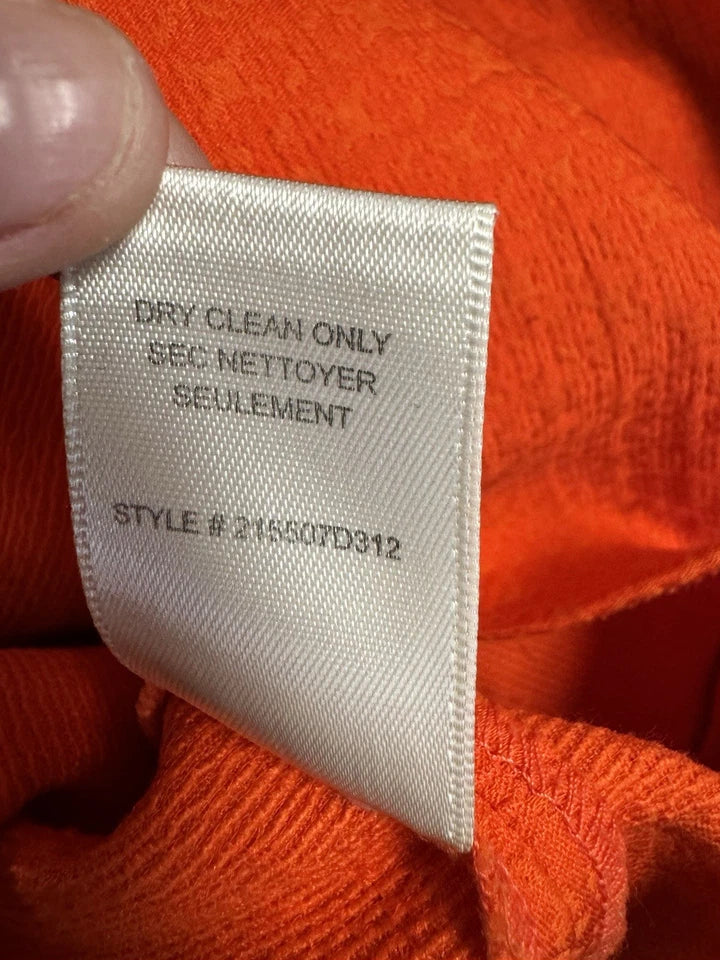 DRY CLEAN ONLY
SEC NETTOYER
SEULEMENT
STYLE # 215507D312